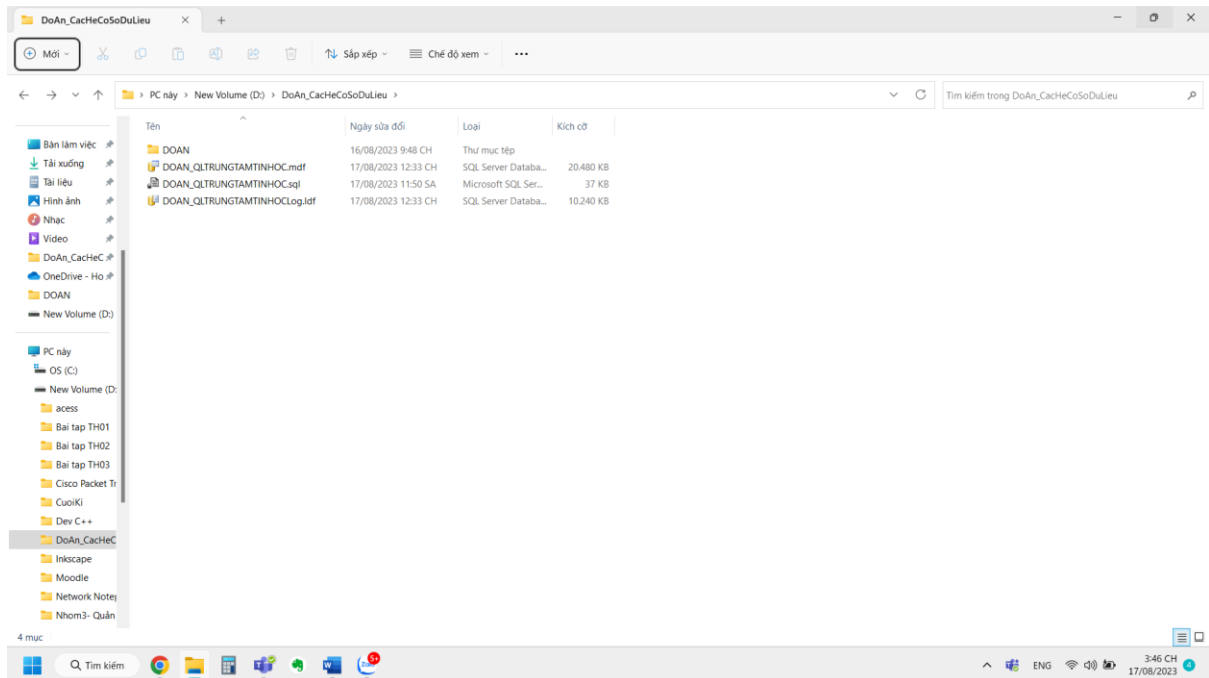 DoAn_CacHeCoSoDuLieu
Mới
Sắp xếp
Chế độ xem
PC này > New Volume (D:) > DoAn_CacHeCoSoDuLieu >
Tìm kiếm trong DoAn_CacHeCoSoDuLieu
Tên Ngày sửa đổi Loại Kích cỡ
DOAN 16/08/2023 9:48 CH Thư mục tệp
DOAN_QLTRUNGTAMTINHOC.mdf 17/08/2023 12:33 CH SQL Server Databa... 20.480 KB
DOAN_QLTRUNGTAMTINHOC.sql 17/08/2023 11:50 SA Microsoft SQL Ser... 37 KB
DOAN_QLTRUNGTAMTINHOCLog.ldf 17/08/2023 12:33 CH SQL Server Databa... 10.240 KB
Bàn làm việc
Tải xuống
Tài liệu
Hình ảnh
Nhạc
Video
DoAn_CacHeC
OneDrive - Ho
DOAN
New Volume (D:)
PC này
OS (C:)
New Volume (D:
acess
Bai tap TH01
Bai tap TH02
Bai tap TH03
Cisco Packet Tr
CuoiKi
Dev C++
DoAn_CacHeC
Inkscape
Moodle
Network Notep
Nhom3- Quản
4 mục
Tìm kiếm
Zalo
5+
ENG
3:46 CH
17/08/2023
4